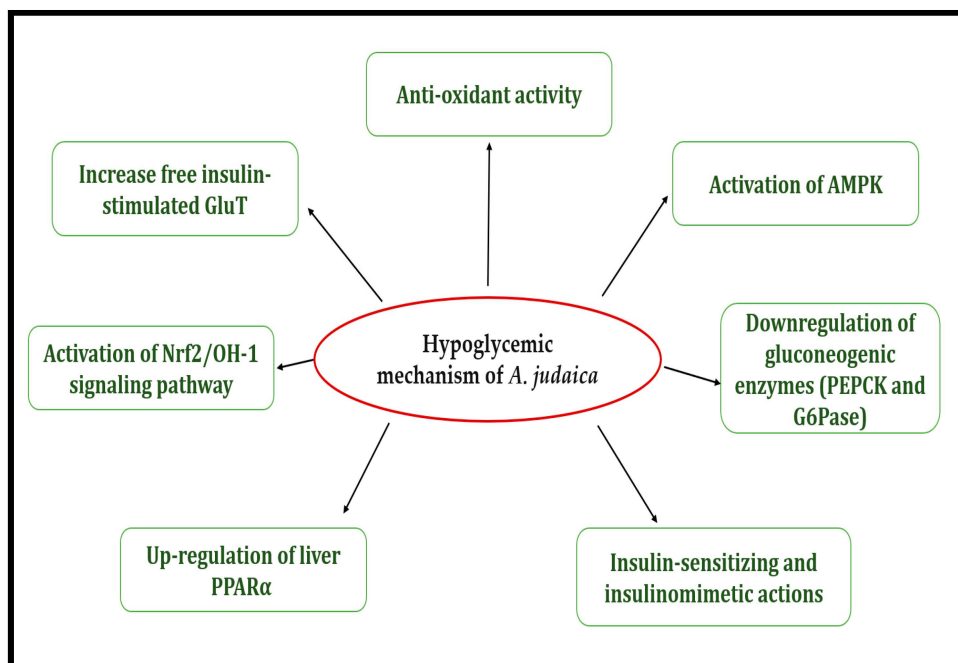 Anti-oxidant activity
Increase free insulin-
stimulated GluT
Activation of AMPK
Activation of Nrf2/OH-1
signaling pathway
Hypoglycemic
mechanism of A. judaica
Downregulation of
gluconeogenic
enzymes (PEPCK and
G6Pase)
Up-regulation of liver
PPARα
Insulin-sensitizing and
insulinomimetic actions